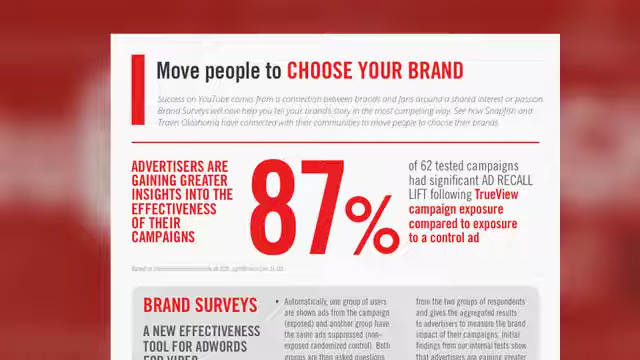 Move people to CHOOSE YOUR BRAND
Success on YouTube comes from a connection between brands and fans around a shared interest or passion
Brand Surveys will now help you tell your brand's story in the most compelling way. See how Snapfish and
Travel Oklahoma have connected with their communities to move people to choose their brands
ADVERTISERS ARE
GAINING GREATER
INSIGHTS INTO THE
EFFECTIVENESS
OF THEIR
CAMPAIGNS
87%
of 62 tested campaigns
had significant AD RECALL
LIFT following TrueView
campaign exposure
compared to exposure
to a control ad
BRAND SURVEYS
A NEW EFFECTIVENESS
TOOL FOR ADWORDS
FOR VIDEO
• Automatically, one group of users
are shown ads from the campaign
(exposed) and another group have
the same ads suppressed (non-
exposed randomized control). Both
groups are then asked questions
from the two groups of respondents
and gives the aggregated results
to advertisers to measure the brand
impact of their campaigns. Initial
findings from our internal tests show
that advertisers are gaining greater